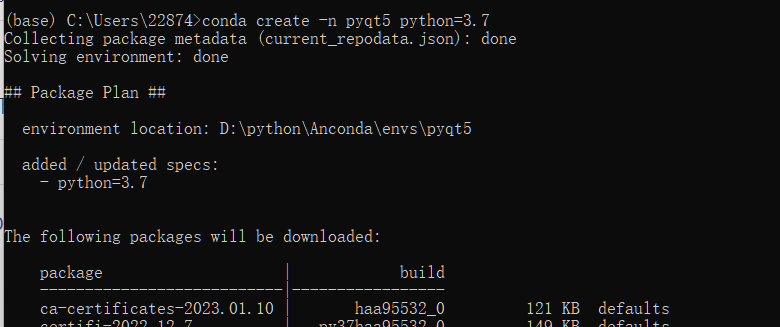 (base) C:\Users\22874>conda create -n pyqt5 python=3.7
Collecting package metadata (current_repodata.json): done
Solving environment: done
## Package Plan ##
environment location: D:\python\Anconda\envs\pyqt5
added / updated specs:
- python=3.7
The following packages will be downloaded:
package | build
---------------------------|-----------------
ca-certificates-2023.01.10 | haa95532_0 121 KB defaults
certifi-2022.12.7 | py37haa95532_0 149 KB defaults